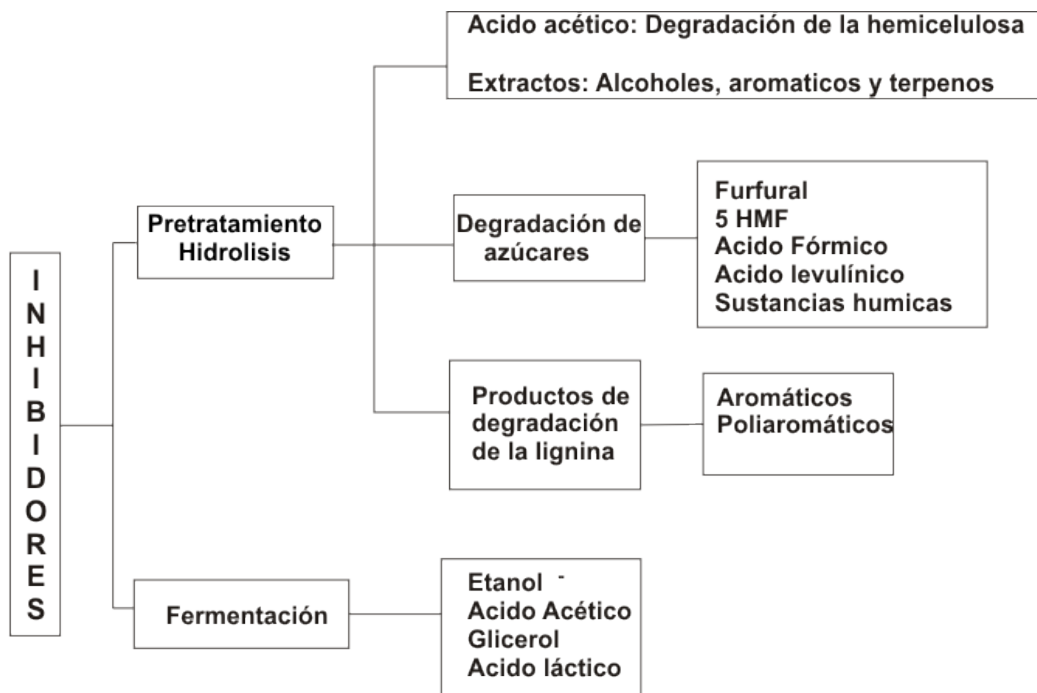 INHIBIDORES
Pretratamiento
Hidrolisis
Acido acético: Degradación de la hemicelulosa
Extractos: Alcoholes, aromaticos y terpenos
Degradación de
azúcares
Furfural
5 HMF
Acido Fórmico
Acido levulínico
Sustancias humicas
Productos de
degradación
de la lignina
Aromáticos
Poliaromáticos
Fermentación
Etanol -
Acido Acético
Glicerol
Acido láctico